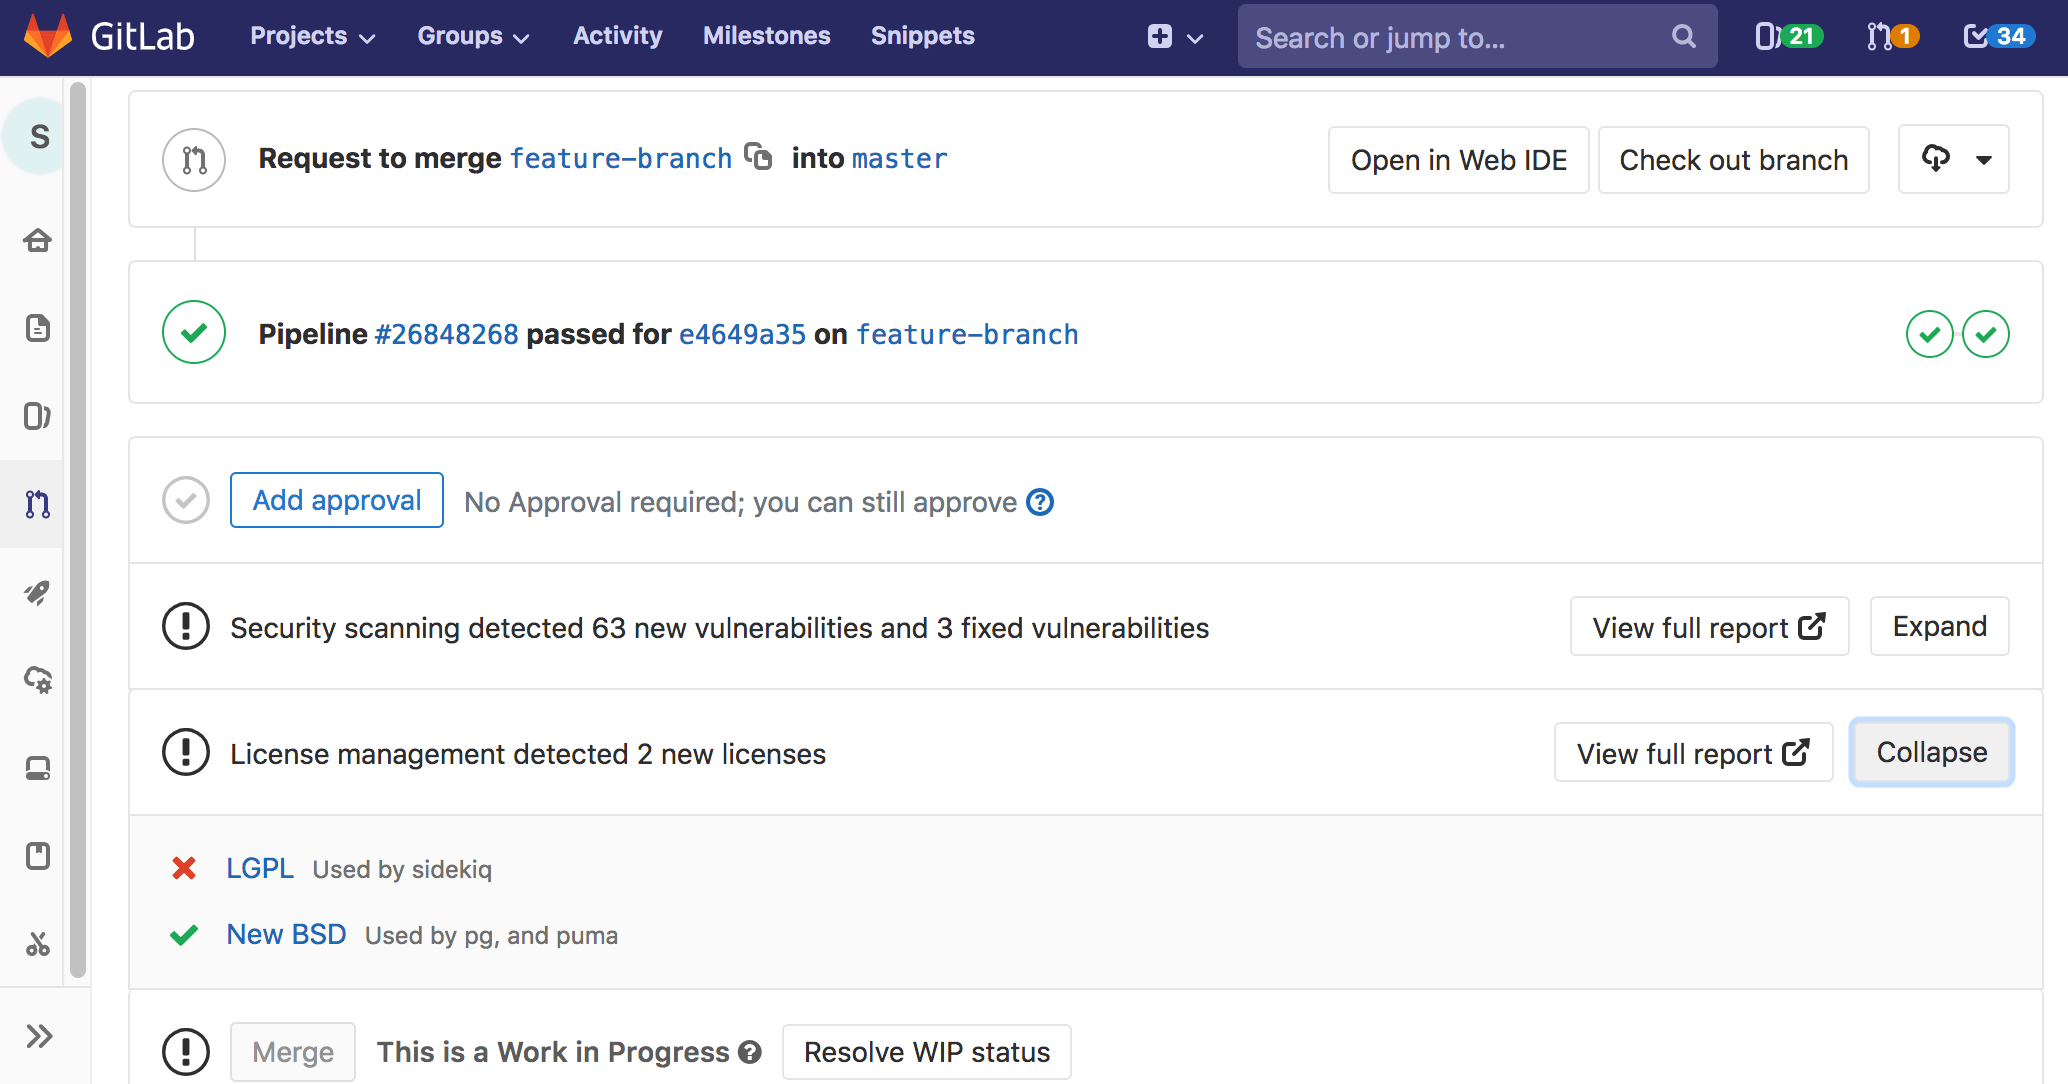 GitLab Projects Groups Activity Milestones Snippets Search or jump to... 21 1 34
S
Request to merge feature-branch into master Open in Web IDE Check out branch
Pipeline #26848268 passed for e4649a35 on feature-branch
Add approval No Approval required; you can still approve
Security scanning detected 63 new vulnerabilities and 3 fixed vulnerabilities View full report Expand
License management detected 2 new licenses View full report Collapse
LGPL Used by sidekiq
New BSD Used by pg, and puma
Merge This is a Work in Progress Resolve WIP status